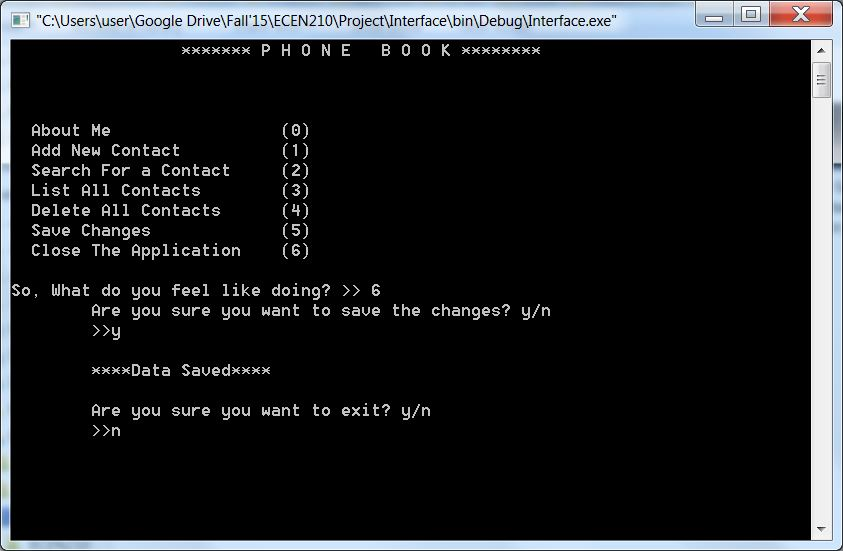 "C:\Users\user\Google Drive\Fall'15\ECEN210\Project\Interface\bin\Debug\Interface.exe"
******* P H O N E   B O O K ********
About Me                 (0)
Add New Contact          (1)
Search For a Contact     (2)
List All Contacts        (3)
Delete All Contacts      (4)
Save Changes             (5)
Close The Application    (6)
So, What do you feel like doing? >> 6
Are you sure you want to save the changes? y/n
>>y
****Data Saved****
Are you sure you want to exit? y/n
>>n